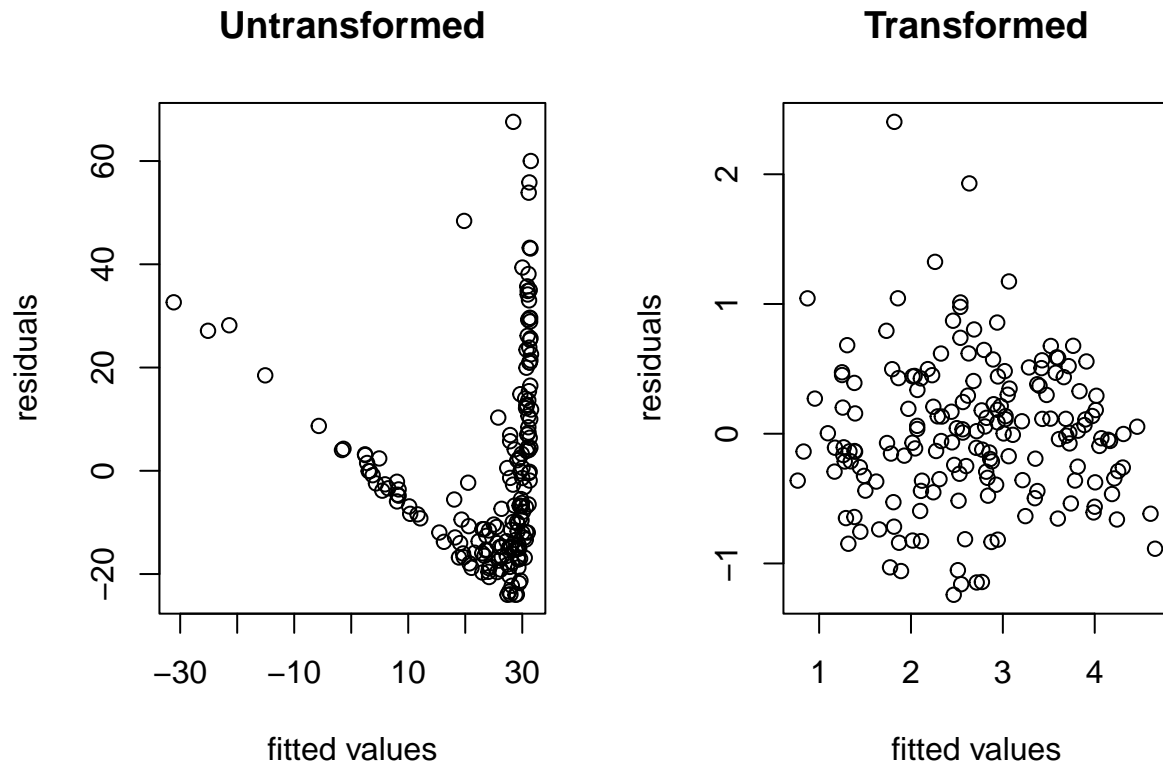 Untransformed
residuals
60
40
20
0
−20
−30
−10
10
30
fitted values
Transformed
residuals
2
1
0
−1
1
2
3
4
fitted values